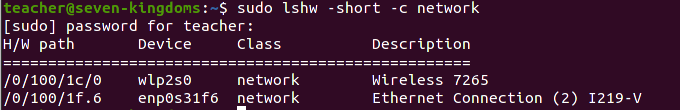 teacher@seven-kingdoms:~$ sudo lshw -short -c network
[sudo] password for teacher:
H/W path     Device      Class          Description
====================================================
/0/100/1c/0  wlp2s0      network        Wireless 7265
/0/100/1f.6  enp0s31f6   network        Ethernet Connection (2) I219-V